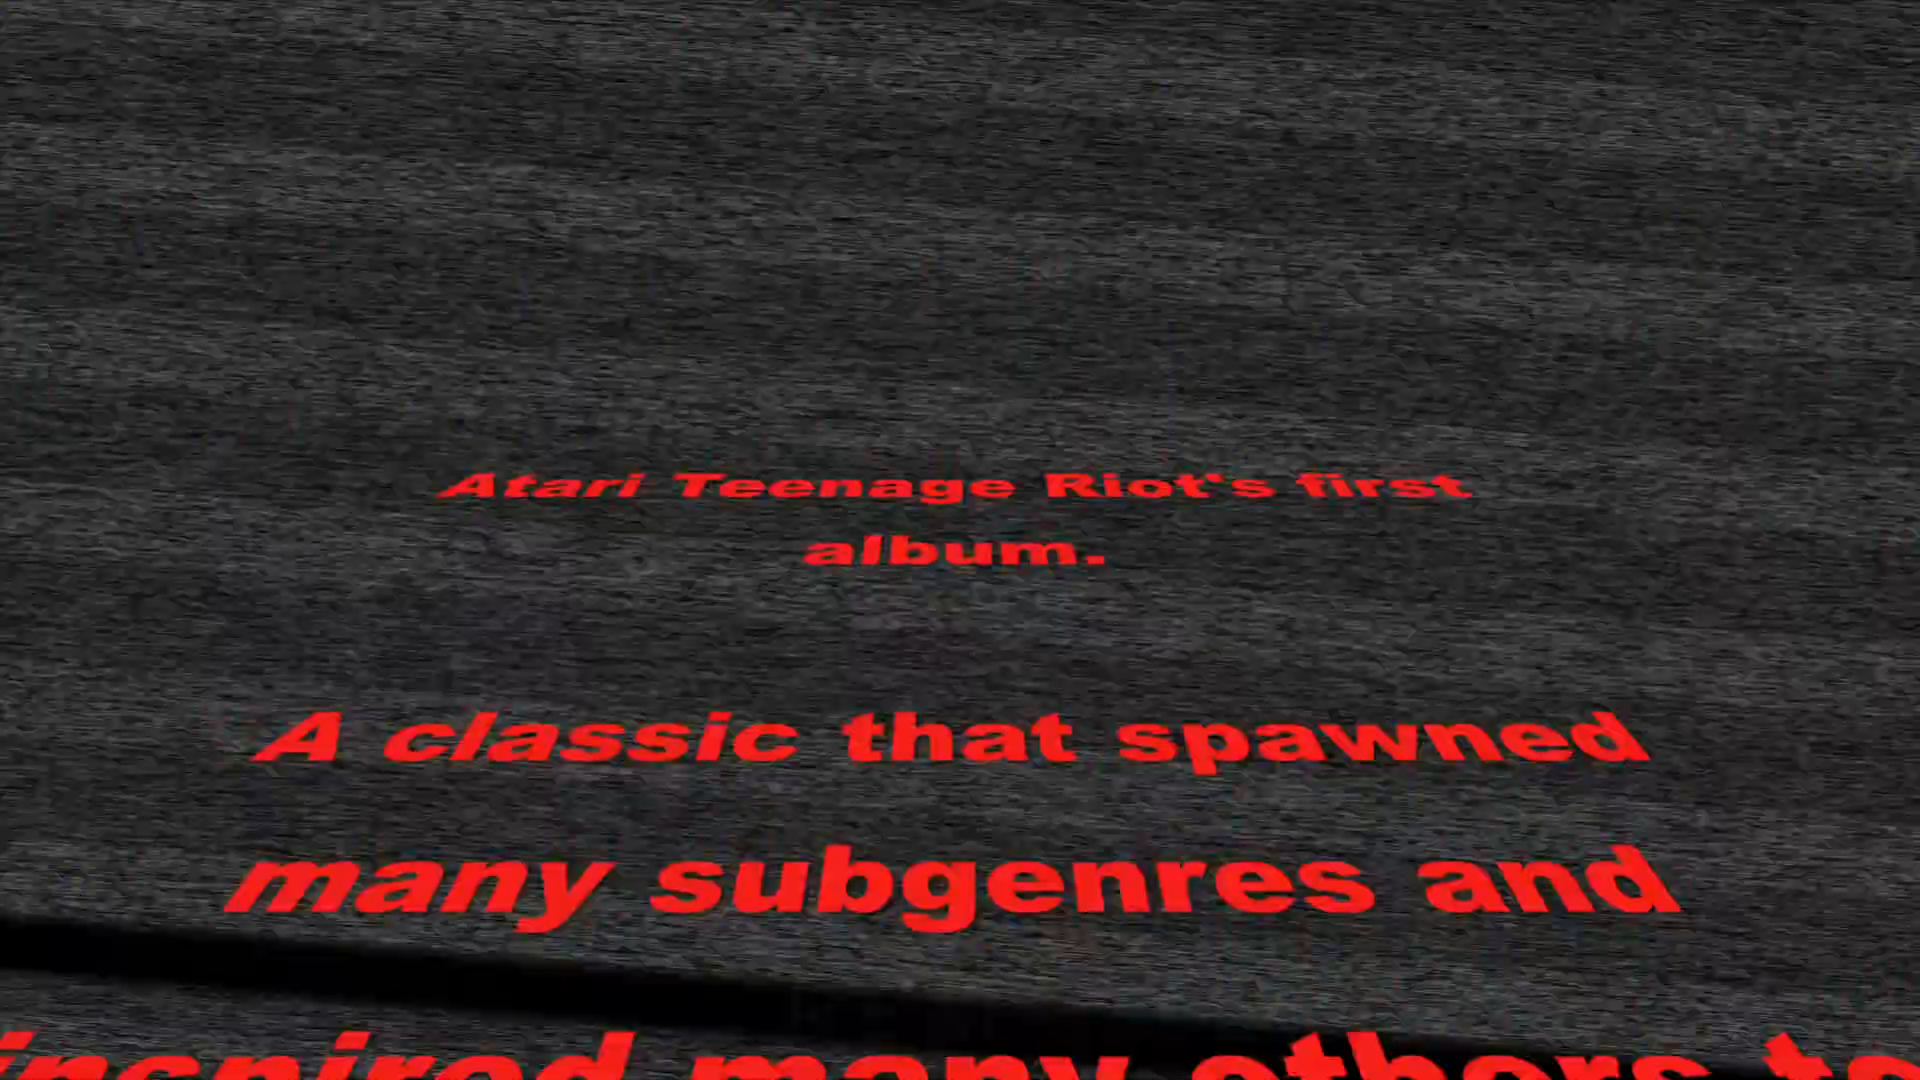 Atari Teenage Riot's first
album.
A classic that spawned
many subgenres and
inspired many others to